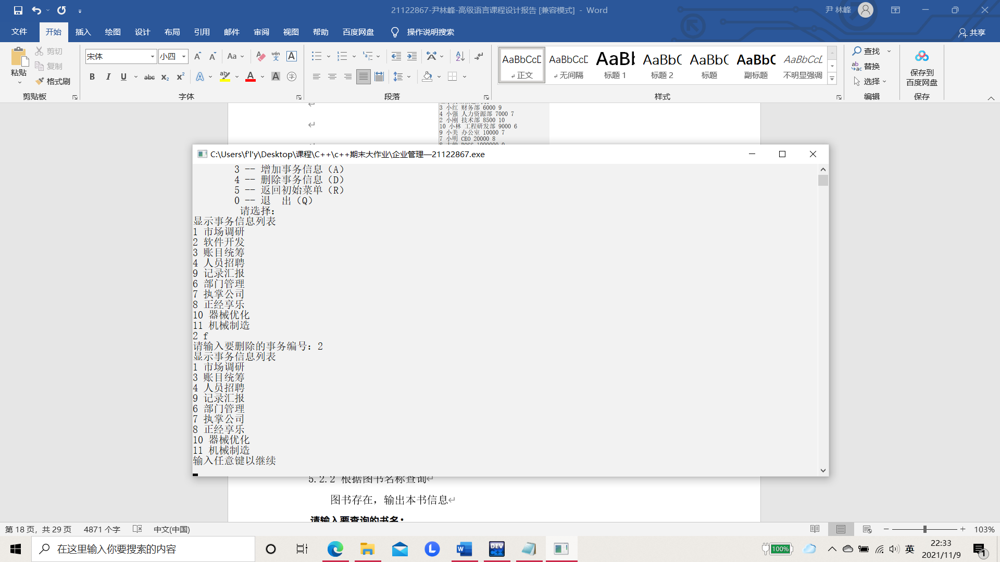 21122867-尹林峰-高级语言课程设计报告 [兼容模式] - Word
尹 林峰
文件 开始 插入 绘图 设计 布局 引用 邮件 审阅 视图 帮助 百度网盘 操作说明搜索
共享
粘贴 剪切 复制 格式刷
剪贴板
宋体 小四
字体
段落
AaBbCcD AaBbCcD AaBb AaBbC AaBbC AaBbC AaBbCcD
正文 无间隔 标题 1 标题 2 标题 副标题 不明显强调
样式
查找
替换
选择
编辑
保存到
百度网盘
保存
3 小红 财务部 6000 9
4 小强 人力资源部 7000 7
2 小刚 技术部 8500 10
10 小林 工程研发部 9000 6
9 小美 办公室 10000 7
7 小明 CEO 20000 8
C:\Users\f'l'y\Desktop\课程\C++\c++期末大作业\企业管理—21122867.exe
3 -- 增加事务信息（A）
4 -- 删除事务信息（D）
5 -- 返回初始菜单（R）
0 -- 退 出（Q）
请选择：
显示事务信息列表
1 市场调研
2 软件开发
3 账目统筹
4 人员招聘
9 记录汇报
6 部门管理
7 执掌公司
8 正经享乐
10 器械优化
11 机械制造
2 f
请输入要删除的事务编号：2
显示事务信息列表
1 市场调研
3 账目统筹
4 人员招聘
9 记录汇报
6 部门管理
7 执掌公司
8 正经享乐
10 器械优化
11 机械制造
输入任意键以继续
5.2.2 根据图书名称查询
图书存在，输出本书信息
请输入要查询的书名：
第 18 页，共 29 页 4871 个字 中文(中国)
103%
在这里输入你要搜索的内容
100%
英
22:33
2021/11/9
1